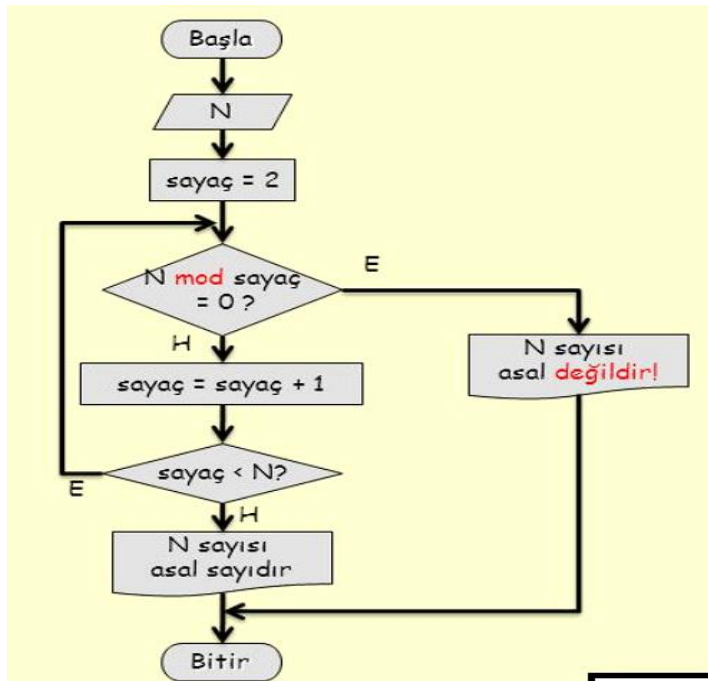 Başla
N
sayaç = 2
N mod sayaç
= 0 ?
E
H
N sayısı
asal değildir!
sayaç = sayaç + 1
sayaç < N?
E
H
N sayısı
asal sayıdır
Bitir